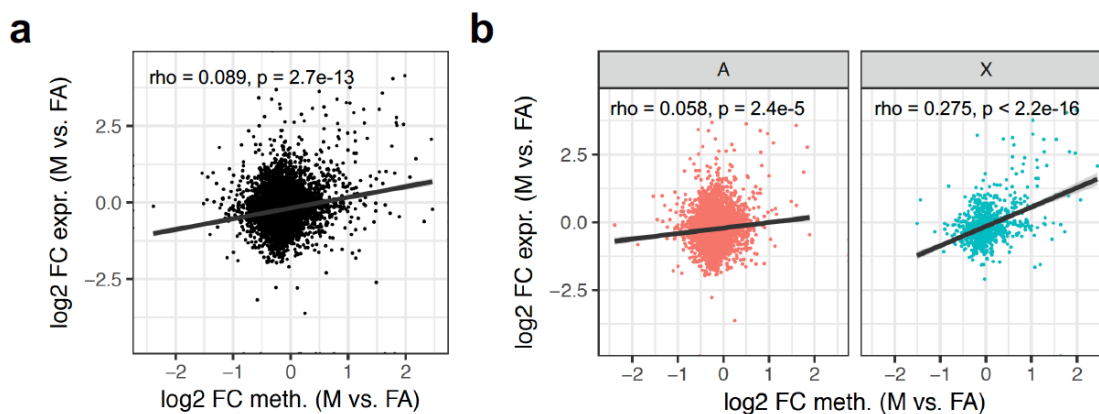 a
rho = 0.089, p = 2.7e-13
log2 FC expr. (M vs. FA)
2.5
0.0
−2.5
−2
−1
0
1
2
log2 FC meth. (M vs. FA)
b
A
X
rho = 0.058, p = 2.4e-5
rho = 0.275, p < 2.2e-16
log2 FC expr. (M vs. FA)
2.5
0.0
−2.5
−2
−1
0
1
2
−2
−1
0
1
2
log2 FC meth. (M vs. FA)